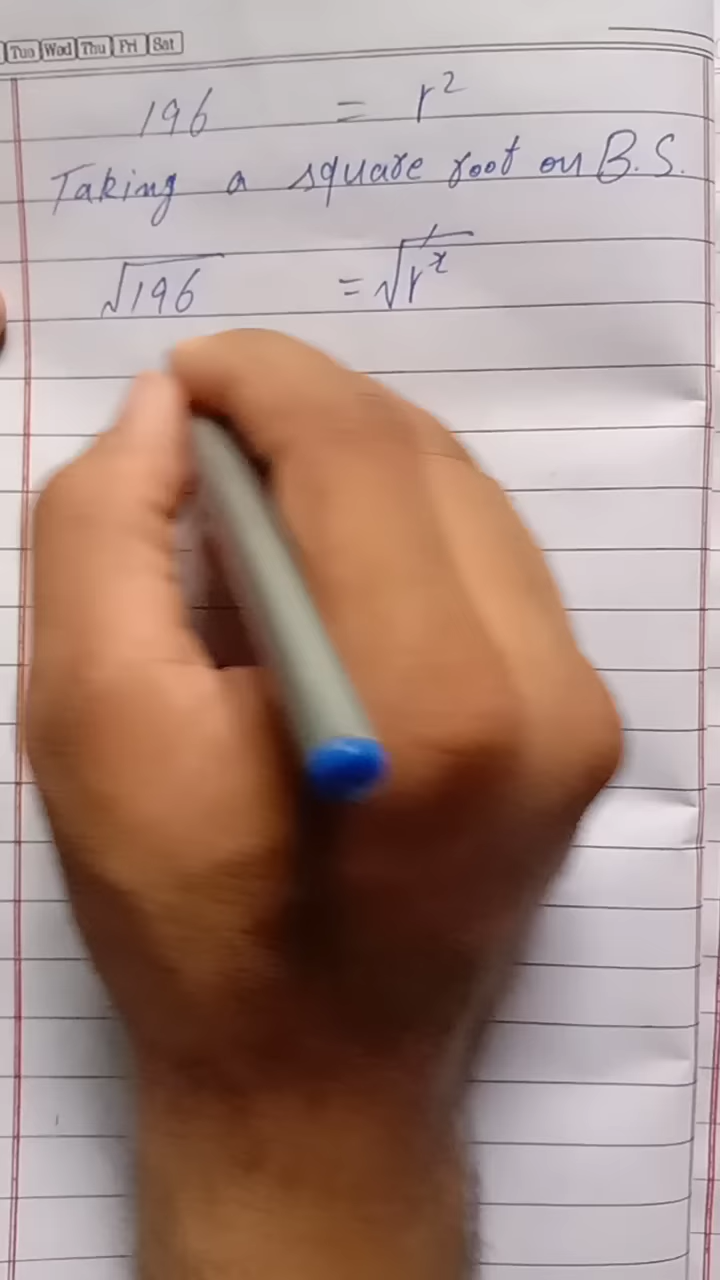 Tue Wed Thu Fri Sat
196 = r²
Taking a square root on B.S.
√196 = √r²